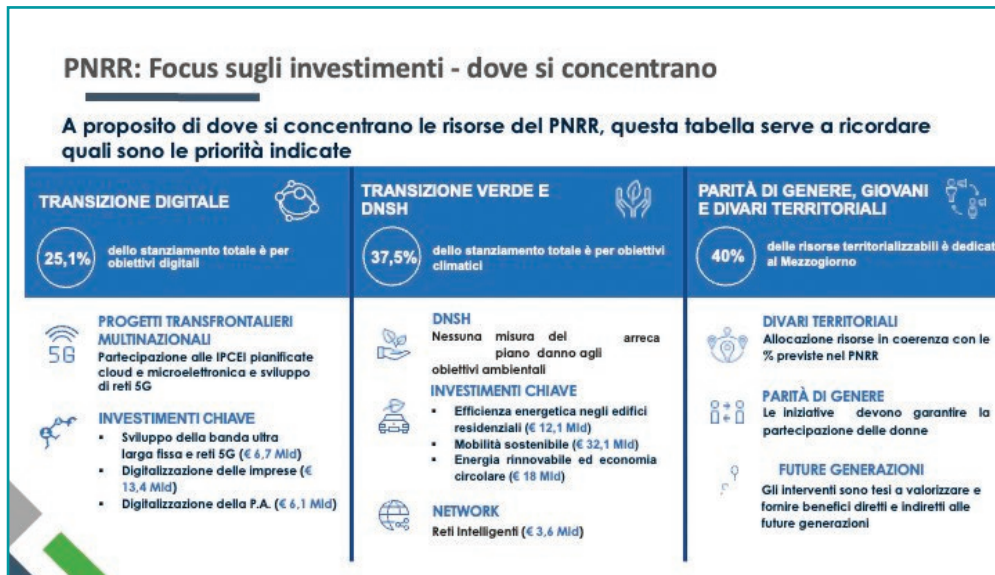 PNRR: Focus sugli investimenti - dove si concentrano
A proposito di dove si concentrano le risorse del PNRR, questa tabella serve a ricordare
quali sono le priorità indicate
TRANSIZIONE DIGITALE
25,1%
dello stanziamento totale è per
obiettivi digitali
5G
PROGETTI TRANSFRONTALIERI
MULTINAZIONALI
Partecipazione alle IPCEI pianificate
cloud e microelettronica e sviluppo
di reti 5G
INVESTIMENTI CHIAVE
▪ Sviluppo della banda ultra
larga fissa e reti 5G (€ 6,7 Mld)
▪ Digitalizzazione delle imprese (€
13,4 Mld)
▪ Digitalizzazione della P.A. (€ 6,1 Mld)
TRANSIZIONE VERDE E
DNSH
37,5%
dello stanziamento totale è per obiettivi
climatici
DNSH
Nessuna misura del arreca
piano danno agli
obiettivi ambientali
INVESTIMENTI CHIAVE
▪ Efficienza energetica negli edifici
residenziali (€ 12,1 Mld)
▪ Mobilità sostenibile (€ 32,1 Mld)
▪ Energia rinnovabile ed economia
circolare (€ 18 Mld)
NETWORK
Reti Intelligenti (€ 3,6 Mld)
PARITÀ DI GENERE, GIOVANI
E DIVARI TERRITORIALI
40%
delle risorse territorializzabili è dedicat
al Mezzogiorno
DIVARI TERRITORIALI
Allocazione risorse in coerenza con le
% previste nel PNRR
PARITÀ DI GENERE
Le iniziative devono garantire la
partecipazione delle donne
FUTURE GENERAZIONI
Gli interventi sono tesi a valorizzare e
fornire benefici diretti e indiretti alle
future generazioni